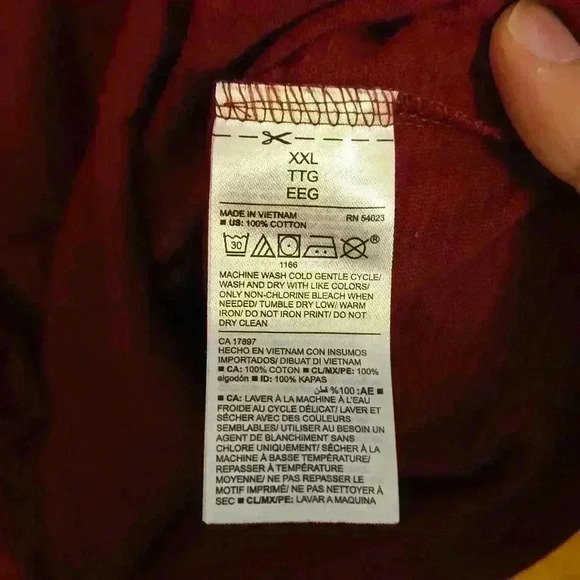 XXL
TTG
EEG
MADE IN VIETNAM RN 54023
■ US: 100% COTTON
30
®
1166
MACHINE WASH COLD GENTLE CYCLE/
WASH AND DRY WITH LIKE COLORS/
ONLY NON-CHLORINE BLEACH WHEN
NEEDED/ TUMBLE DRY LOW/ WARM
IRON/ DO NOT IRON PRINT/ DO NOT
DRY CLEAN
CA 17897
HECHO EN VIETNAM CON INSUMOS
IMPORTADOS/ DIBUAT DI VIETNAM
■ CA: 100% COTON ■ CL/MX/PE: 100%
algodón ■ ID: 100% KAPAS
■ AE: 100% قطن
■ CA: LAVER À LA MACHINE À L'EAU
FROIDE AU CYCLE DÉLICAT/ LAVER ET
SÉCHER AVEC DES COULEURS
SEMBLABLES/ UTILISER AU BESOIN UN
AGENT DE BLANCHIMENT SANS
CHLORE UNIQUEMENT/ SÉCHER À LA
MACHINE À BASSE TEMPÉRATURE/
REPASSER À TEMPÉRATURE
MOYENNE/ NE PAS REPASSER LE
MOTIF IMPRIMÉ/ NE PAS NETTOYER À
SEC ■ CL/MX/PE: LAVAR A MAQUINA